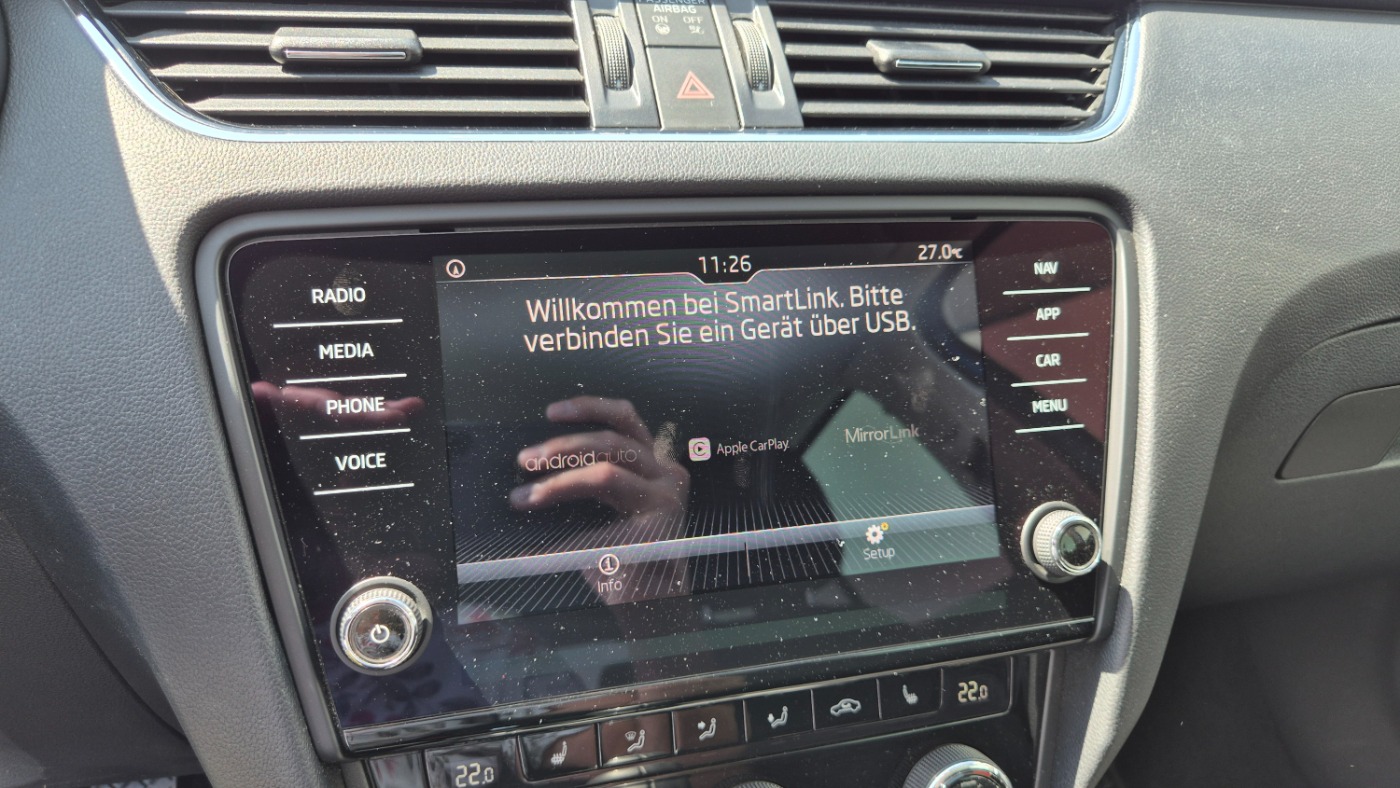 PASSENGER
AIRBAG
ON OFF
11:26
27.0°C
Willkommen bei SmartLink. Bitte
verbinden Sie ein Gerät über USB.
RADIO
MEDIA
PHONE
VOICE
NAV
APP
CAR
MENU
androidauto
Apple CarPlay
MirrorLink
Info
Setup
22.0
22.0